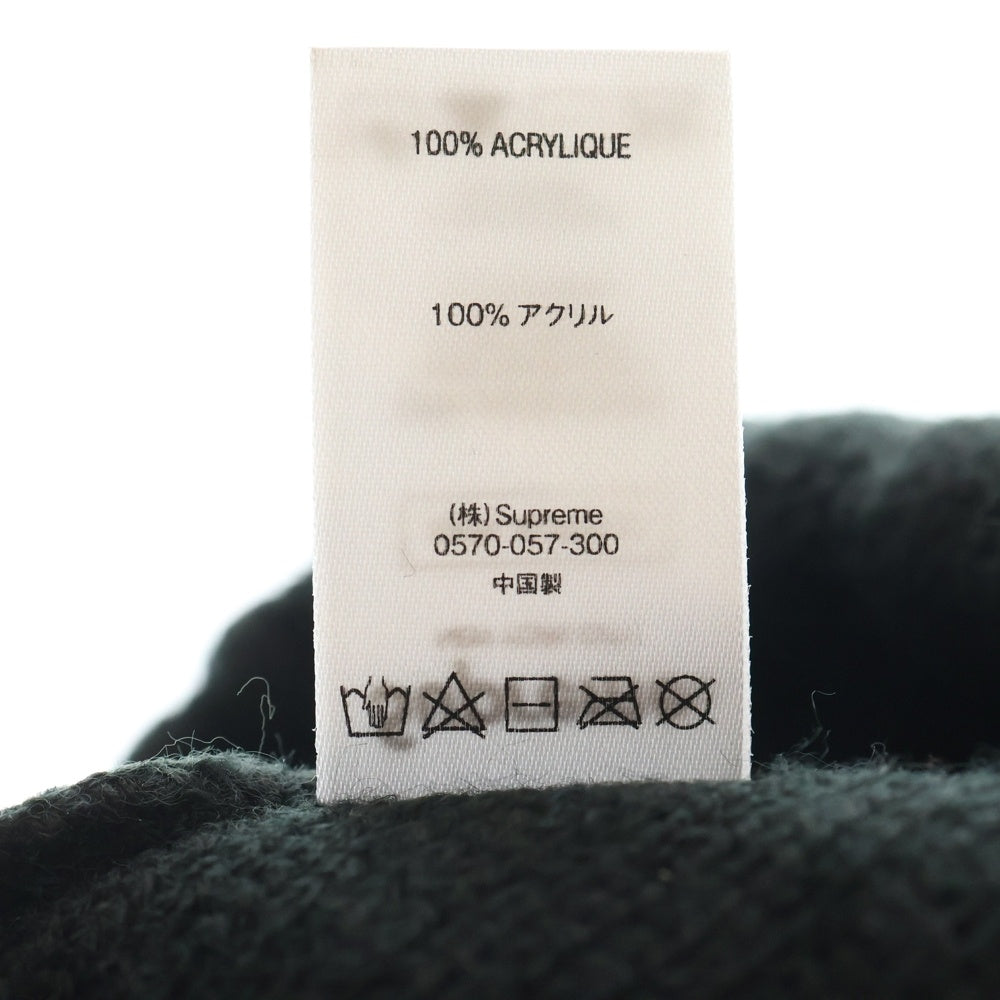 100% ACRYLIQUE
100% アクリル
(株)Supreme
0570-057-300
中国製